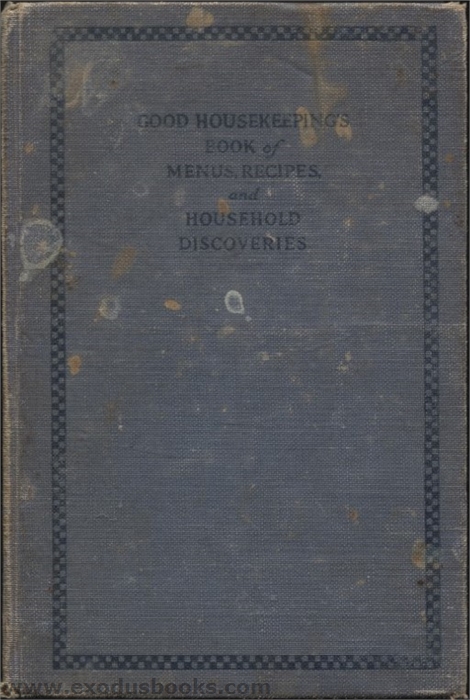 GOOD HOUSEKEEPING'S
BOOK of
MENUS, RECIPES,
and
HOUSEHOLD
DISCOVERIES
www.exodusbooks.com